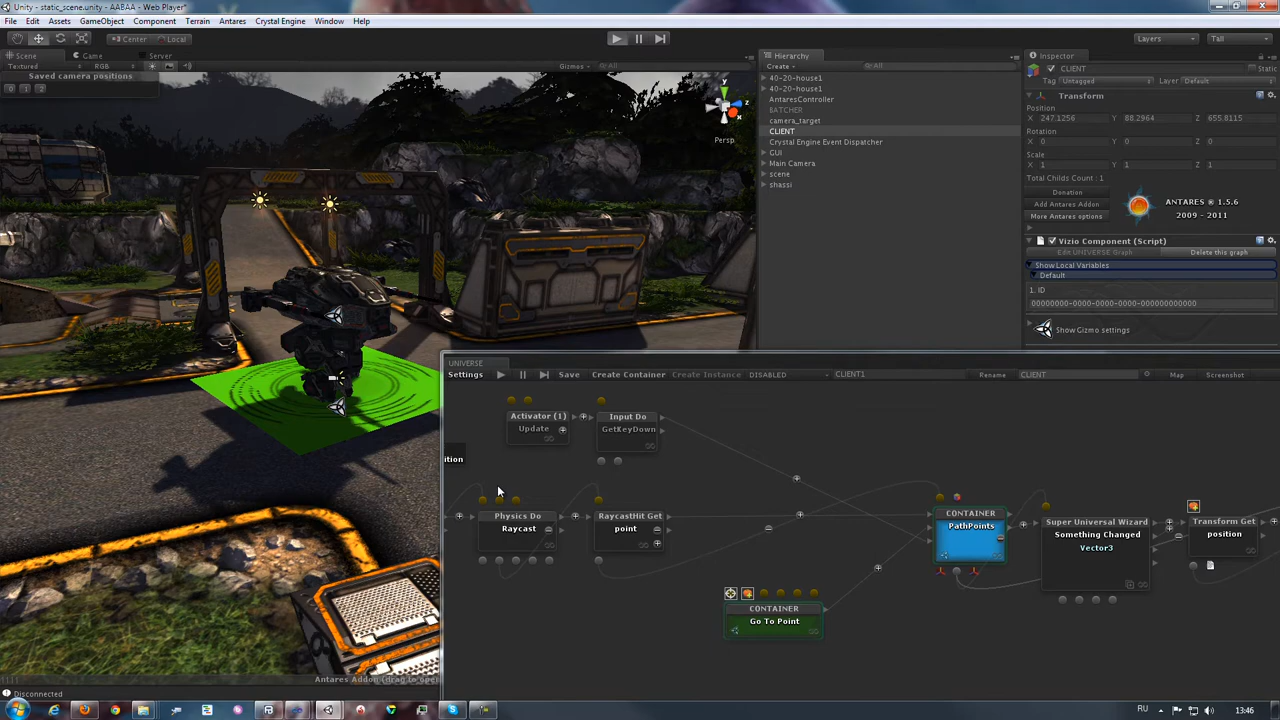 Unity - static_scene.unity - AABAA - Web Player*
File Edit Assets GameObject Component Terrain Antares Crystal Engine Window Help
Center Local
Layers Tall
Scene Game Server
Textured RGB Gizmos All
Saved camera positions
0 1 2
y
z
x
Persp
Hierarchy
Create All
40-20-house1
40-20-house1
AntaresController
BATCHER
camera_target
CLIENT
Crystal Engine Event Dispatcher
GUI
Main Camera
scene
shassi
Inspector
CLIENT Static
Tag Untagged Layer Default
Transform
Position
X 247.1256 Y 88.2964 Z 655.8115
Rotation
X 0 Y 0 Z 0
Scale
X 1 Y 1 Z 1
Total Childs Count : 1
Donation
Add Antares Addon
More Antares options
ANTARES ® 1.5.6
2009 - 2011
Vizio Component (Script)
Edit UNIVERSE Graph Delete this graph
Show Local Variables
Default
1. ID
00000000-0000-0000-0000-000000000000
Show Gizmo settings
UNIVERSE
Settings Save Create Container Create Instance DISABLED CLIENT1 Rename CLIENT Map Screenshot
Activator (1)
Update
Input Do
GetKeyDown
ition
Physics Do
Raycast
RaycastHit Get
point
CONTAINER
PathPoints
Super Universal Wizard
Something Changed
Vector3
Transform Get
position
CONTAINER
Go To Point
Antares Addon (drag to open
Disconnected
RU 13:46